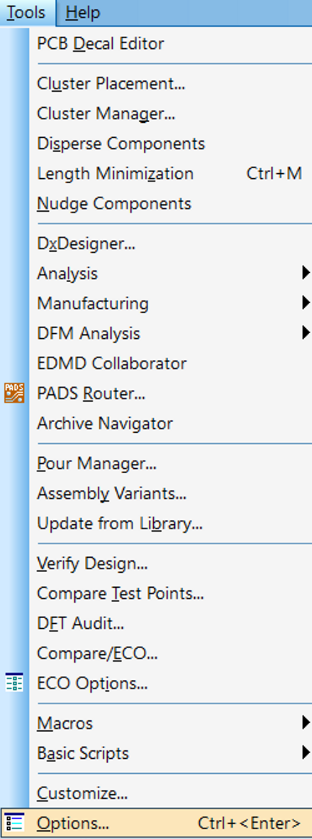 Tools Help
PCB Decal Editor
Cluster Placement...
Cluster Manager...
Disperse Components
Length Minimization Ctrl+M
Nudge Components
DxDesigner...
Analysis
Manufacturing
DFM Analysis
EDMD Collaborator
PADS PADS Router...
Archive Navigator
Pour Manager...
Assembly Variants...
Update from Library...
Verify Design...
Compare Test Points...
DFT Audit...
Compare/ECO...
ECO Options...
Macros
Basic Scripts
Customize...
Options... Ctrl+<Enter>